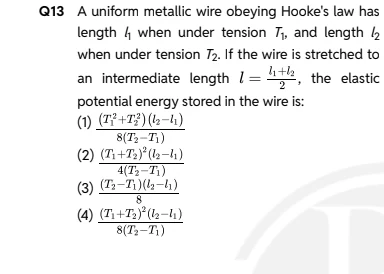 Q13 A uniform metallic wire obeying Hooke's law has
length l₁ when under tension T₁, and length l₂
when under tension T₂. If the wire is stretched to
an intermediate length l = (l₁+l₂)/2, the elastic
potential energy stored in the wire is:
(1) (T₁²+T₂²)(l₂−l₁)/8(T₂−T₁)
(2) (T₁+T₂)²(l₂−l₁)/4(T₂−T₁)
(3) (T₂−T₁)(l₂−l₁)/8
(4) (T₁+T₂)²(l₂−l₁)/8(T₂−T₁)